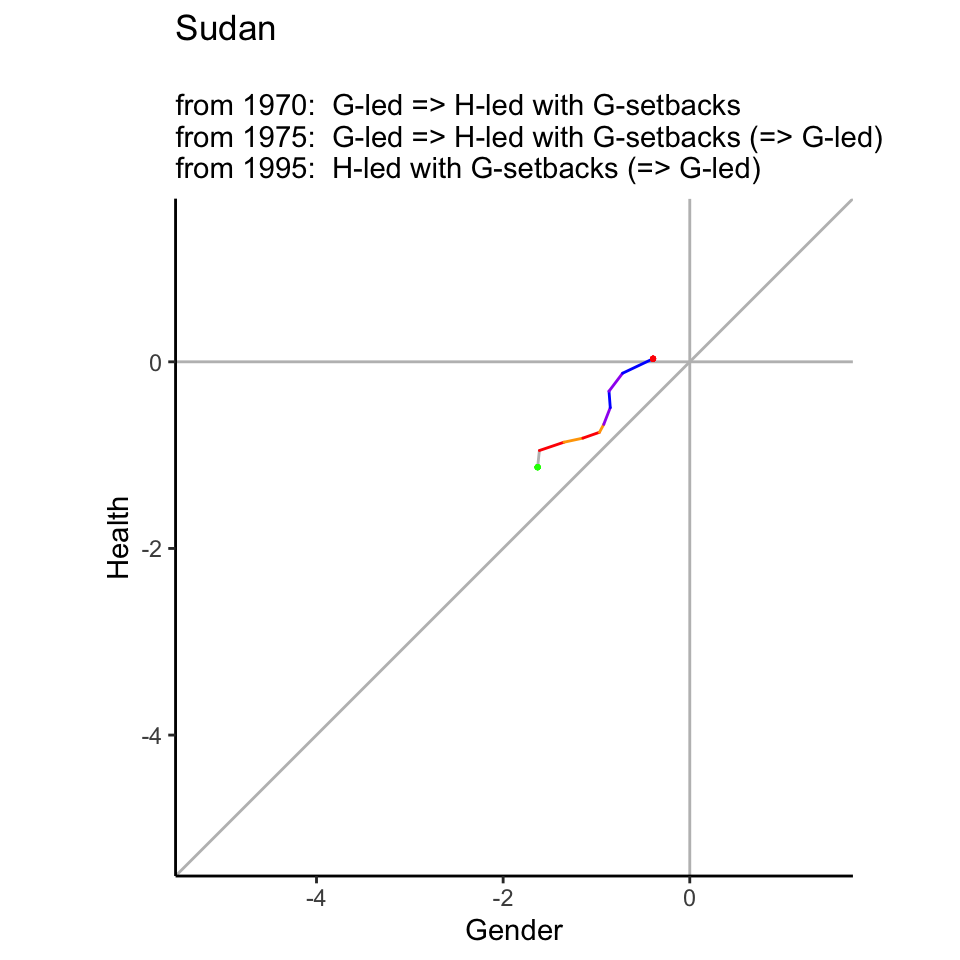 Sudan
from 1970:  G-led => H-led with G-setbacks
from 1975:  G-led => H-led with G-setbacks (=> G-led)
from 1995:  H-led with G-setbacks (=> G-led)
0
-2
-4
Health
-4
-2
0
Gender